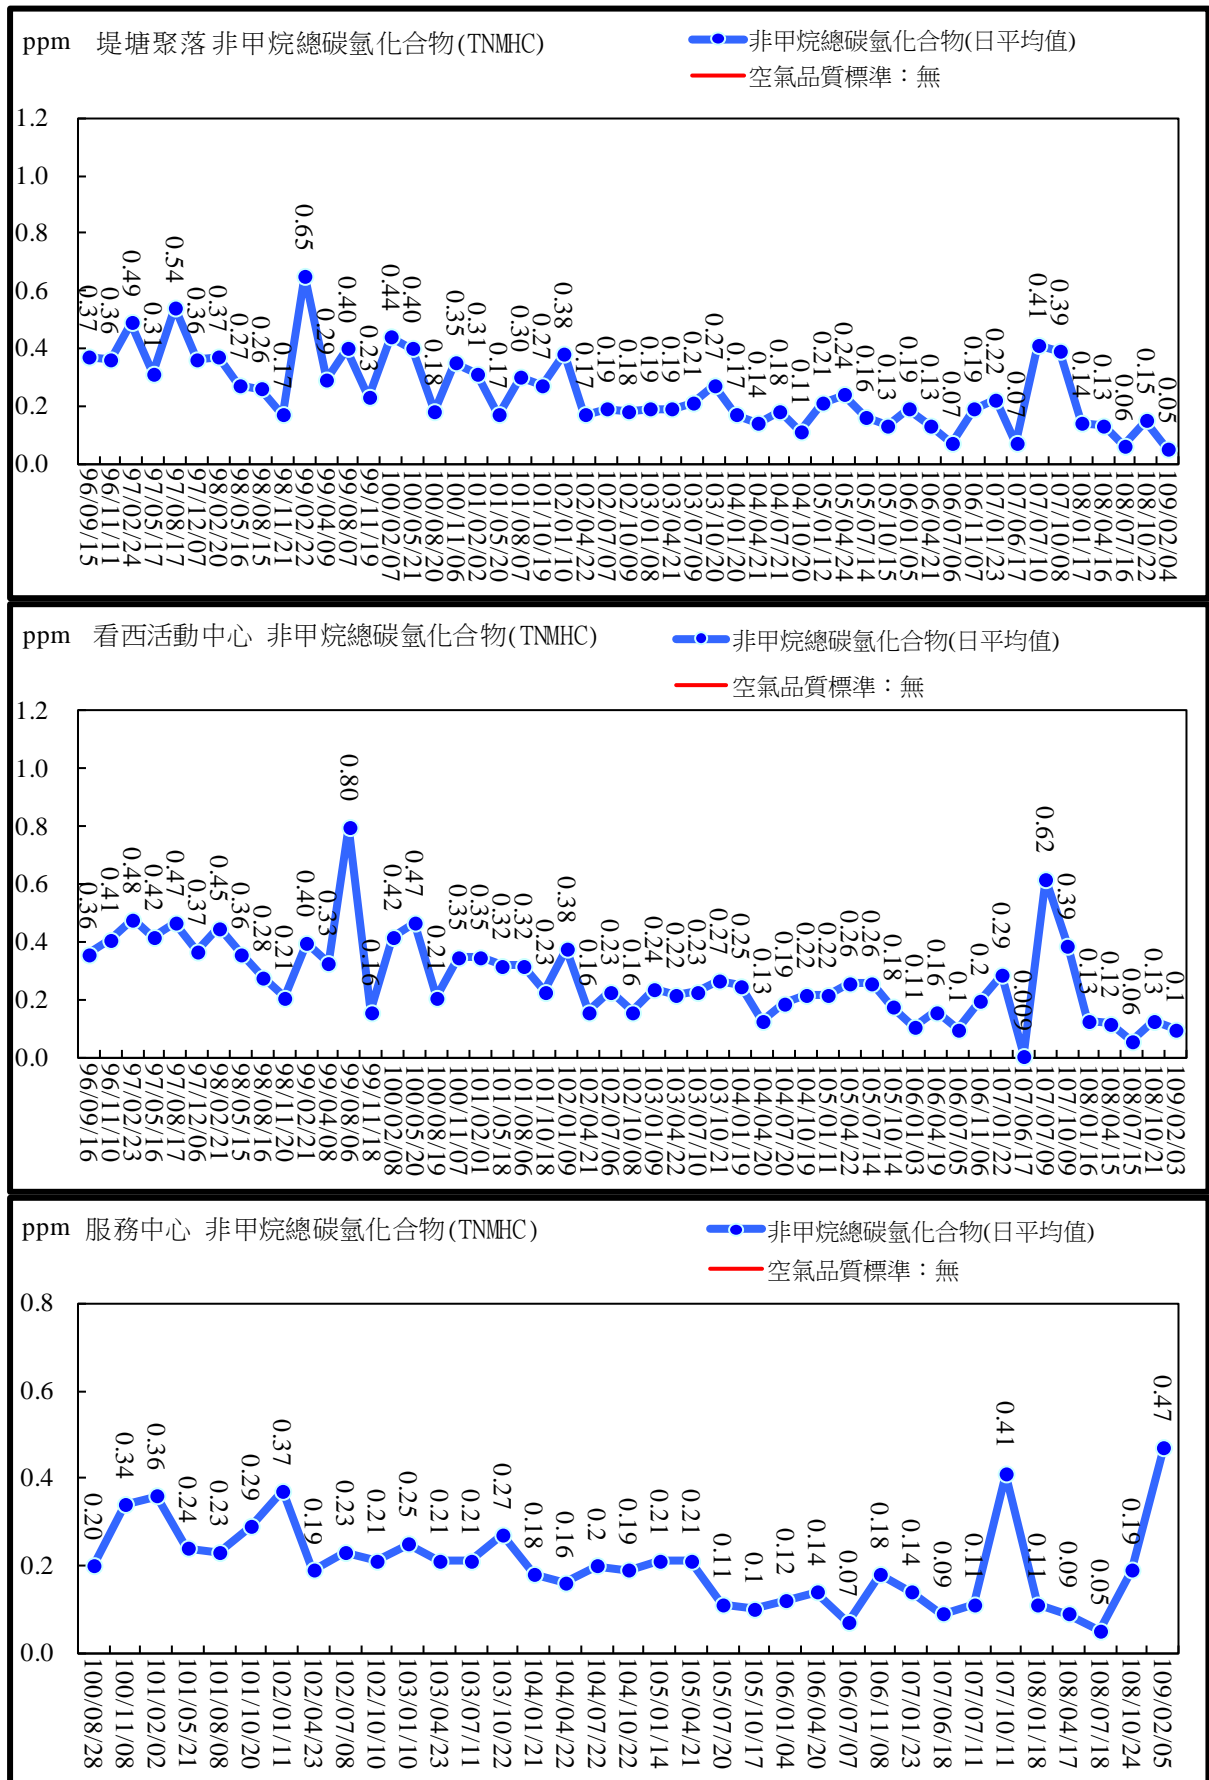 ppm 堤塘聚落 非甲烷總碳氫化合物(TNMHC)
非甲烷總碳氫化合物(日平均值)
空氣品質標準：無
1.2
1.0
0.8
0.6
0.4
0.2
0.0
0.37 0.36 0.49 0.31 0.54 0.36 0.37 0.27 0.26 0.17 0.65 0.29 0.40 0.23 0.44 0.40 0.18 0.35 0.31 0.17 0.30 0.27 0.38 0.17 0.19 0.18 0.19 0.19 0.21 0.27 0.17 0.14 0.18 0.11 0.21 0.24 0.16 0.13 0.19 0.13 0.07 0.19 0.22 0.07 0.41 0.39 0.14 0.13 0.06 0.15 0.05
96/09/15 96/11/11 97/02/24 97/05/17 97/08/17 97/12/07 98/02/20 98/05/16 98/08/15 98/11/21 99/02/22 99/04/09 99/08/07 99/11/19 100/02/07 100/05/21 100/08/20 100/11/06 101/02/02 101/05/20 101/08/07 101/10/19 102/01/10 102/04/22 102/07/07 102/10/09 103/01/08 103/04/21 103/07/09 103/10/20 104/01/20 104/04/21 104/07/21 104/10/20 105/01/12 105/04/24 105/07/14 105/10/15 106/01/05 106/04/21 106/07/06 106/11/07 107/01/23 107/06/17 107/07/10 107/10/08 108/01/17 108/04/16 108/07/16 108/10/22 109/02/04
ppm 看西活動中心 非甲烷總碳氫化合物(TNMHC)
非甲烷總碳氫化合物(日平均值)
空氣品質標準：無
1.2
1.0
0.8
0.6
0.4
0.2
0.0
0.36 0.41 0.48 0.42 0.47 0.37 0.45 0.36 0.28 0.21 0.40 0.33 0.80 0.16 0.42 0.47 0.21 0.35 0.35 0.32 0.32 0.23 0.38 0.16 0.23 0.16 0.24 0.22 0.23 0.27 0.25 0.13 0.19 0.22 0.22 0.26 0.26 0.18 0.11 0.16 0.1 0.2 0.29 0.009 0.62 0.39 0.13 0.12 0.06 0.13 0.1
96/09/16 96/11/10 97/02/23 97/05/16 97/08/17 97/12/06 98/02/21 98/05/15 98/08/16 98/11/20 99/02/21 99/04/08 99/08/06 99/11/18 100/02/08 100/05/20 100/08/19 100/11/07 101/02/01 101/05/18 101/08/06 101/10/18 102/01/09 102/04/21 102/07/06 102/10/08 103/01/09 103/04/22 103/07/10 103/10/21 104/01/19 104/04/20 104/07/20 104/10/19 105/01/11 105/04/22 105/07/14 105/10/14 106/01/03 106/04/19 106/07/05 106/11/06 107/01/22 107/06/17 107/07/09 107/10/09 108/01/16 108/04/15 108/07/15 108/10/21 109/02/03
ppm 服務中心 非甲烷總碳氫化合物(TNMHC)
非甲烷總碳氫化合物(日平均值)
空氣品質標準：無
0.8
0.6
0.4
0.2
0.0
0.20 0.34 0.36 0.24 0.23 0.29 0.37 0.19 0.23 0.21 0.25 0.21 0.21 0.27 0.18 0.16 0.2 0.19 0.21 0.21 0.11 0.1 0.12 0.14 0.07 0.18 0.14 0.09 0.11 0.41 0.11 0.09 0.05 0.19 0.47
100/08/28 100/11/08 101/02/02 101/05/21 101/08/08 101/10/20 102/01/11 102/04/23 102/07/08 102/10/10 103/01/10 103/04/23 103/07/11 103/10/22 104/01/21 104/04/22 104/07/22 104/10/22 105/01/14 105/04/21 105/07/20 105/10/17 106/01/04 106/04/20 106/07/07 106/11/08 107/01/23 107/06/18 107/07/11 107/10/11 108/01/18 108/04/17 108/07/18 108/10/24 109/02/05